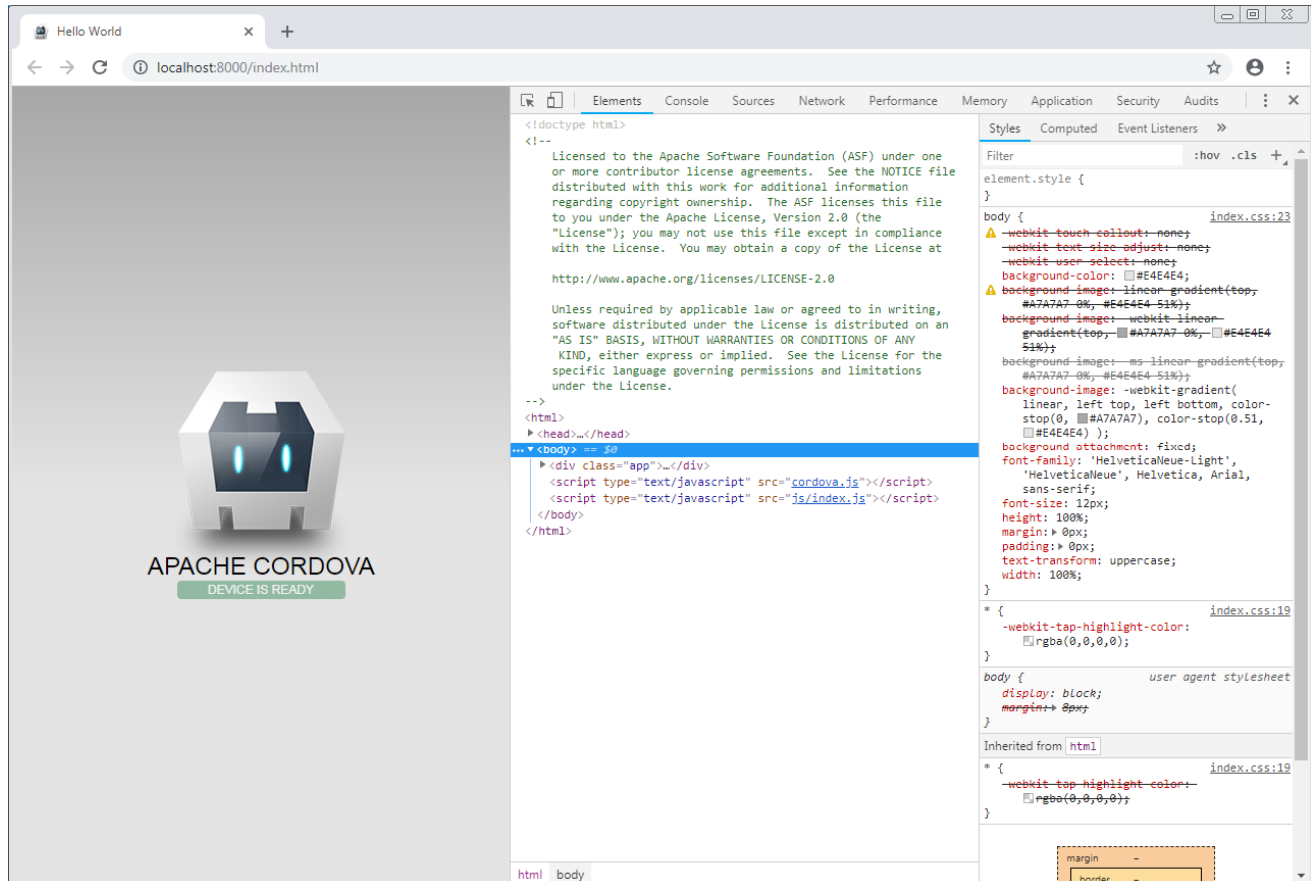 Hello World
localhost:8000/index.html
APACHE CORDOVA
DEVICE IS READY
Elements Console Sources Network Performance Memory Application Security Audits
<!doctype html>
<!--
Licensed to the Apache Software Foundation (ASF) under one
or more contributor license agreements.  See the NOTICE file
distributed with this work for additional information
regarding copyright ownership.  The ASF licenses this file
to you under the Apache License, Version 2.0 (the
"License"); you may not use this file except in compliance
with the License.  You may obtain a copy of the License at
http://www.apache.org/licenses/LICENSE-2.0
Unless required by applicable law or agreed to in writing,
software distributed under the License is distributed on an
"AS IS" BASIS, WITHOUT WARRANTIES OR CONDITIONS OF ANY
KIND, either express or implied.  See the License for the
specific language governing permissions and limitations
under the License.
-->
<html>
<head>…</head>
<body> == $0
<div class="app">…</div>
<script type="text/javascript" src="cordova.js"></script>
<script type="text/javascript" src="js/index.js"></script>
</body>
</html>
html body
Styles Computed Event Listeners »
Filter :hov .cls +
element.style {
}
body { index.css:23
-webkit-touch-callout: none;
-webkit-text-size-adjust: none;
-webkit-user-select: none;
background-color: #E4E4E4;
background-image: linear-gradient(top,
#A7A7A7 0%, #E4E4E4 51%);
background-image: -webkit-linear-
gradient(top, #A7A7A7 0%, #E4E4E4
51%);
background-image: -ms-linear-gradient(top,
#A7A7A7 0%, #E4E4E4 51%);
background-image: -webkit-gradient(
linear, left top, left bottom, color-
stop(0, #A7A7A7), color-stop(0.51,
#E4E4E4) );
background-attachment: fixed;
font-family: 'HelveticaNeue-Light',
'HelveticaNeue', Helvetica, Arial,
sans-serif;
font-size: 12px;
height: 100%;
margin: 0px;
padding: 0px;
text-transform: uppercase;
width: 100%;
}
* { index.css:19
-webkit-tap-highlight-color:
rgba(0,0,0,0);
}
body { user agent stylesheet
display: block;
margin: 8px;
}
Inherited from html
* { index.css:19
-webkit-tap-highlight-color:
rgba(0,0,0,0);
}
margin –
border –